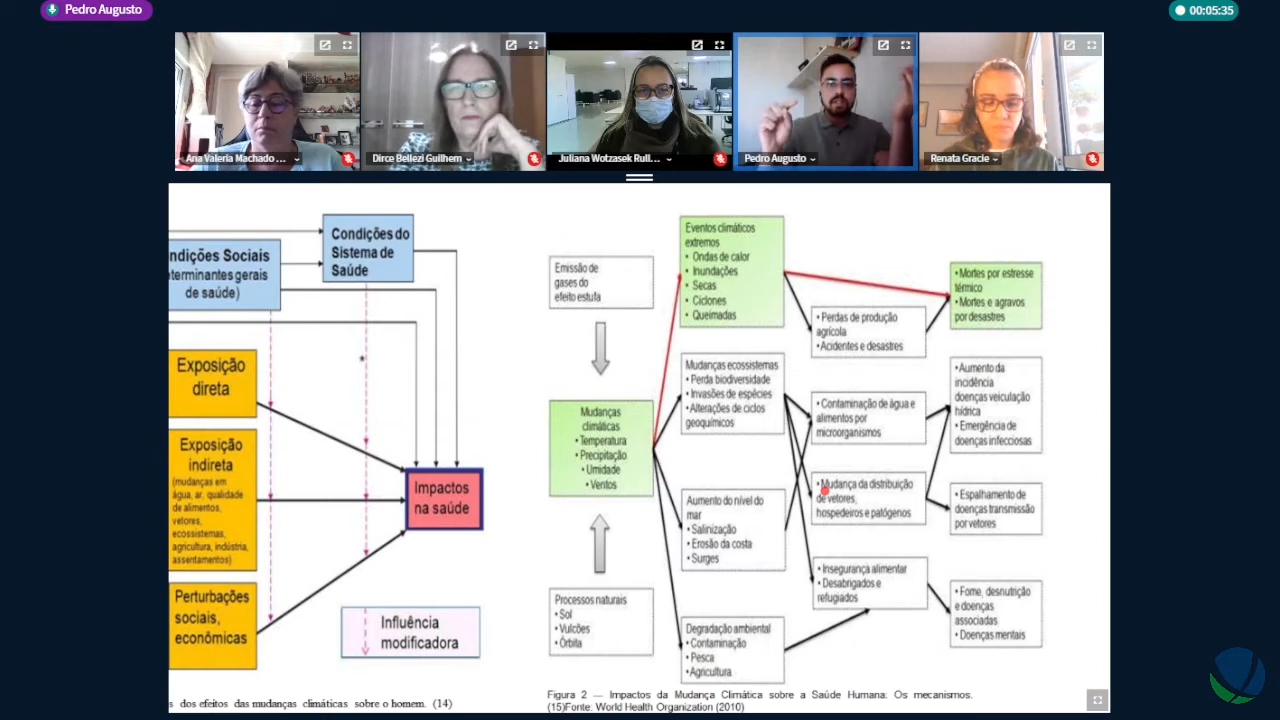 Pedro Augusto
00:05:35
Ana Valeria Machado ...
Dirce Bellezi Guilhem
Juliana Wotzasek Rull...
Pedro Augusto
Renata Gracie
Condições do
Sistema de
Saúde
ndições Sociais
terminantes gerais
de saúde)
*
Exposição
direta
Exposição
indireta
(mudanças em
água, ar, qualidade
de alimentos,
vetores,
ecossistemas,
agricultura, indústria,
assentamentos)
Perturbações
sociais,
econômicas
Impactos
na saúde
Influência
modificadora
s dos efeitos das mudanças climáticas sobre o homem. (14)
Emissão de
gases do
efeito estufa
Mudanças
climáticas
• Temperatura
• Precipitação
• Umidade
• Ventos
Processos naturais
• Sol
• Vulcões
• Órbita
Eventos climáticos
extremos
• Ondas de calor
• Inundações
• Secas
• Ciclones
• Queimadas
Mudanças ecossistemas
• Perda biodiversidade
• Invasões de espécies
• Alterações de ciclos
geoquímicos
Aumento do nível do
mar
• Salinização
• Erosão da costa
• Surges
Degradação ambiental
• Contaminação
• Pesca
• Agricultura
• Perdas de produção
agrícola
• Acidentes e desastres
• Contaminação de água e
alimentos por
microorganismos
• Mudança da distribuição
de vetores,
hospedeiros e patógenos
• Insegurança alimentar
• Desabrigados e
refugiados
• Mortes por estresse
térmico
• Mortes e agravos
por desastres
• Aumento da
incidência
doenças veiculação
hídrica
• Emergência de
doenças infecciosas
• Espalhamento de
doenças transmissão
por vetores
• Fome, desnutrição
e doenças
associadas
• Doenças mentais
Figura 2 — Impactos da Mudança Climática sobre a Saúde Humana: Os mecanismos.
(15)Fonte: World Health Organization (2010)